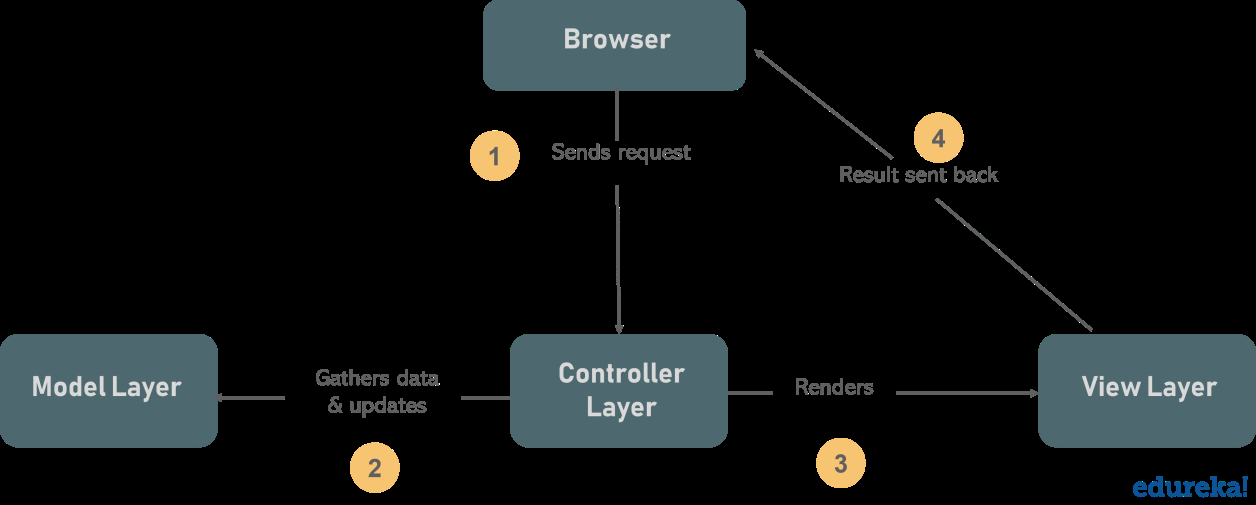 Browser
1
Sends request
4
Result sent back
Model Layer
Gathers data
& updates
2
Controller
Layer
Renders
3
View Layer
edureka!